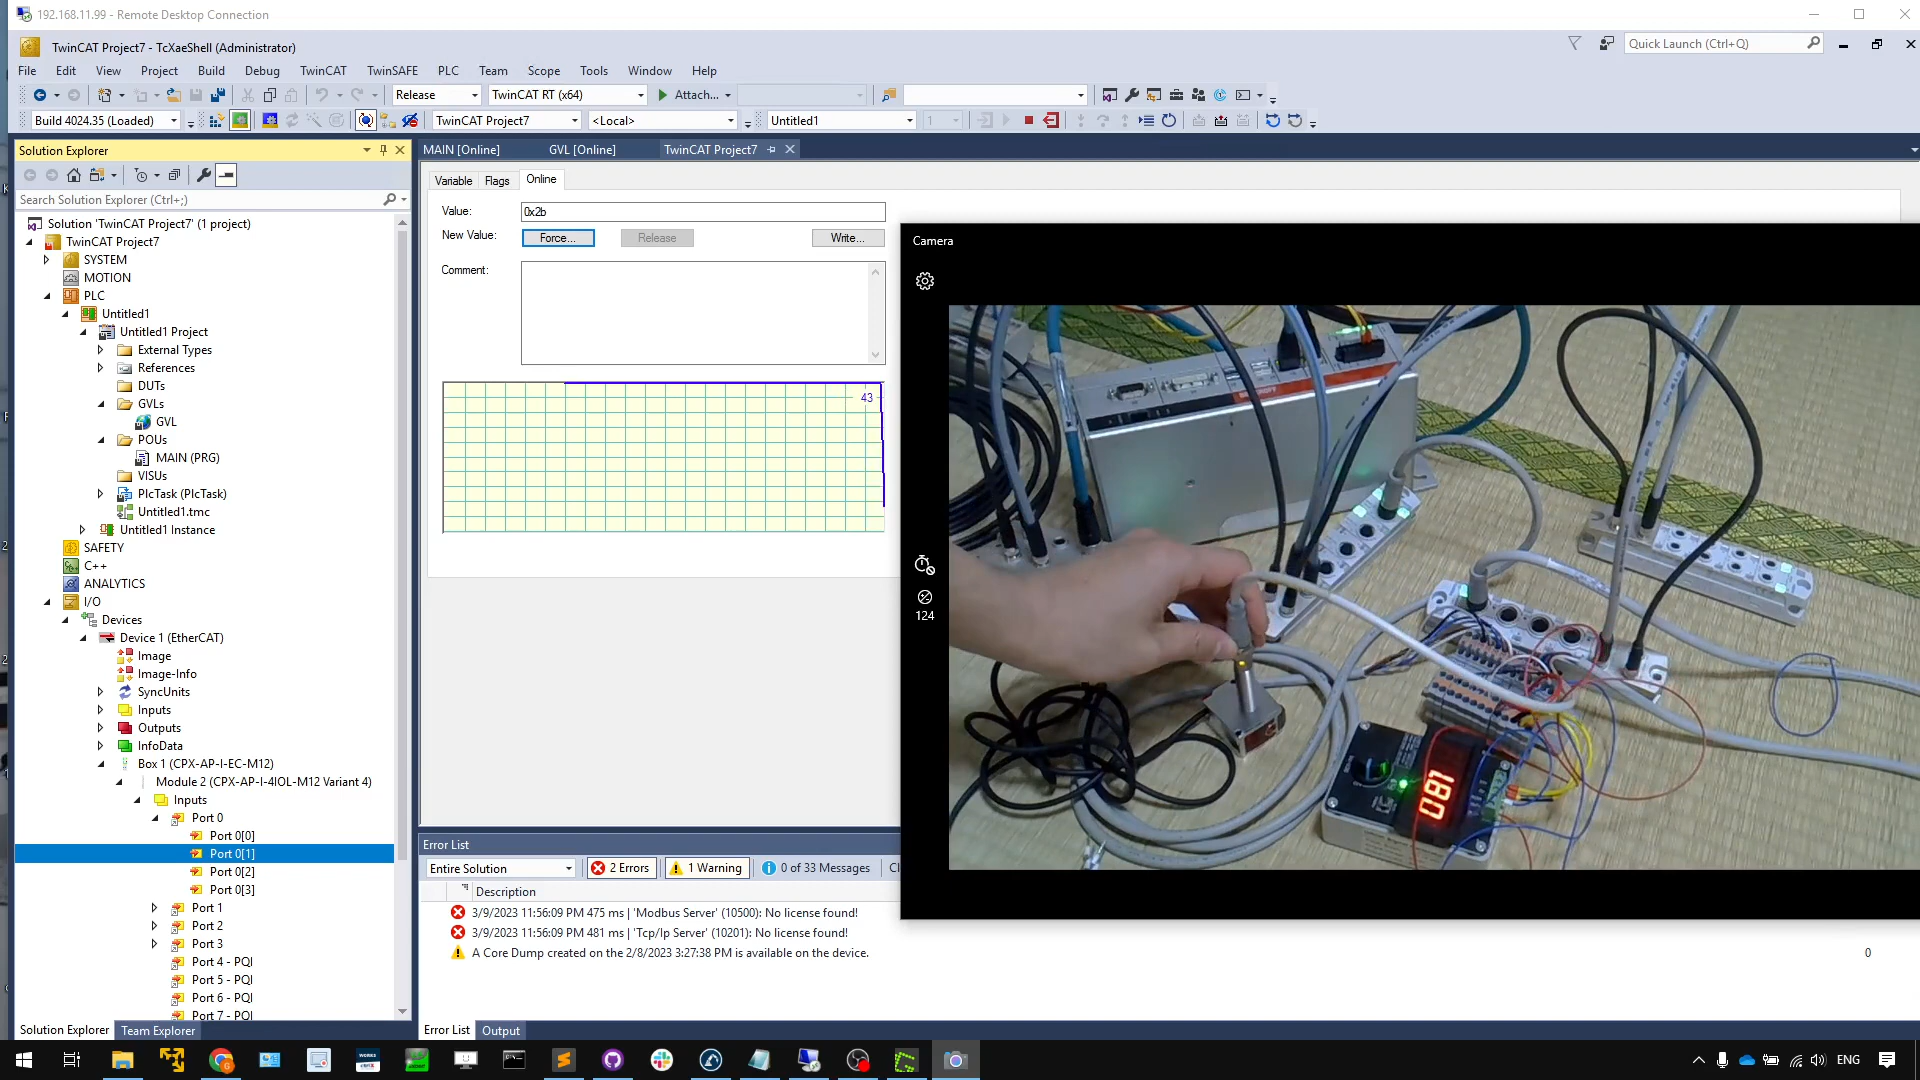 192.168.11.99 - Remote Desktop Connection
TwinCAT Project7 - TcXaeShell (Administrator)
Quick Launch (Ctrl+Q)
File Edit View Project Build Debug TwinCAT TwinSAFE PLC Team Scope Tools Window Help
Release TwinCAT RT (x64) Attach...
Build 4024.35 (Loaded) TwinCAT Project7 <Local> Untitled1 1
Solution Explorer
Search Solution Explorer (Ctrl+;)
Solution 'TwinCAT Project7' (1 project)
TwinCAT Project7
SYSTEM
MOTION
PLC
Untitled1
Untitled1 Project
External Types
References
DUTs
GVLs
GVL
POUs
MAIN (PRG)
VISUs
PlcTask (PlcTask)
Untitled1.tmc
Untitled1 Instance
SAFETY
C++
ANALYTICS
I/O
Devices
Device 1 (EtherCAT)
Image
Image-Info
SyncUnits
Inputs
Outputs
InfoData
Box 1 (CPX-AP-I-EC-M12)
Module 2 (CPX-AP-I-4IOL-M12 Variant 4)
Inputs
Port 0
Port 0[0]
Port 0[1]
Port 0[2]
Port 0[3]
Port 1
Port 2
Port 3
Port 4 - PQI
Port 5 - PQI
Port 6 - PQI
Port 7 - PQI
Solution Explorer Team Explorer
MAIN [Online] GVL [Online] TwinCAT Project7
Variable Flags Online
Value: 0x2b
New Value: Force... Release Write...
Comment:
43
Camera
124
081
Error List
Entire Solution 2 Errors 1 Warning 0 of 33 Messages Cl
Description
3/9/2023 11:56:09 PM 475 ms | 'Modbus Server' (10500): No license found!
3/9/2023 11:56:09 PM 481 ms | 'Tcp/Ip Server' (10201): No license found!
A Core Dump created on the 2/8/2023 3:27:38 PM is available on the device. 0
Error List Output
ENG